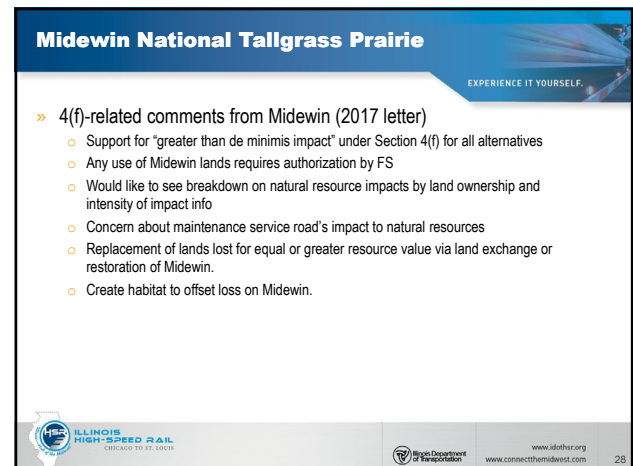 Midewin National Tallgrass Prairie
EXPERIENCE IT YOURSELF.
» 4(f)-related comments from Midewin (2017 letter)
○ Support for “greater than de minimis impact” under Section 4(f) for all alternatives
○ Any use of Midewin lands requires authorization by FS
○ Would like to see breakdown on natural resource impacts by land ownership and
intensity of impact info
○ Concern about maintenance service road’s impact to natural resources
○ Replacement of lands lost for equal or greater resource value via land exchange or
restoration of Midewin.
○ Create habitat to offset loss on Midewin.
HSR
ILLINOIS
HIGH-SPEED RAIL
CHICAGO TO ST. LOUIS
Illinois Department
of Transportation
www.idothsr.org
www.connectthemidwest.com
28